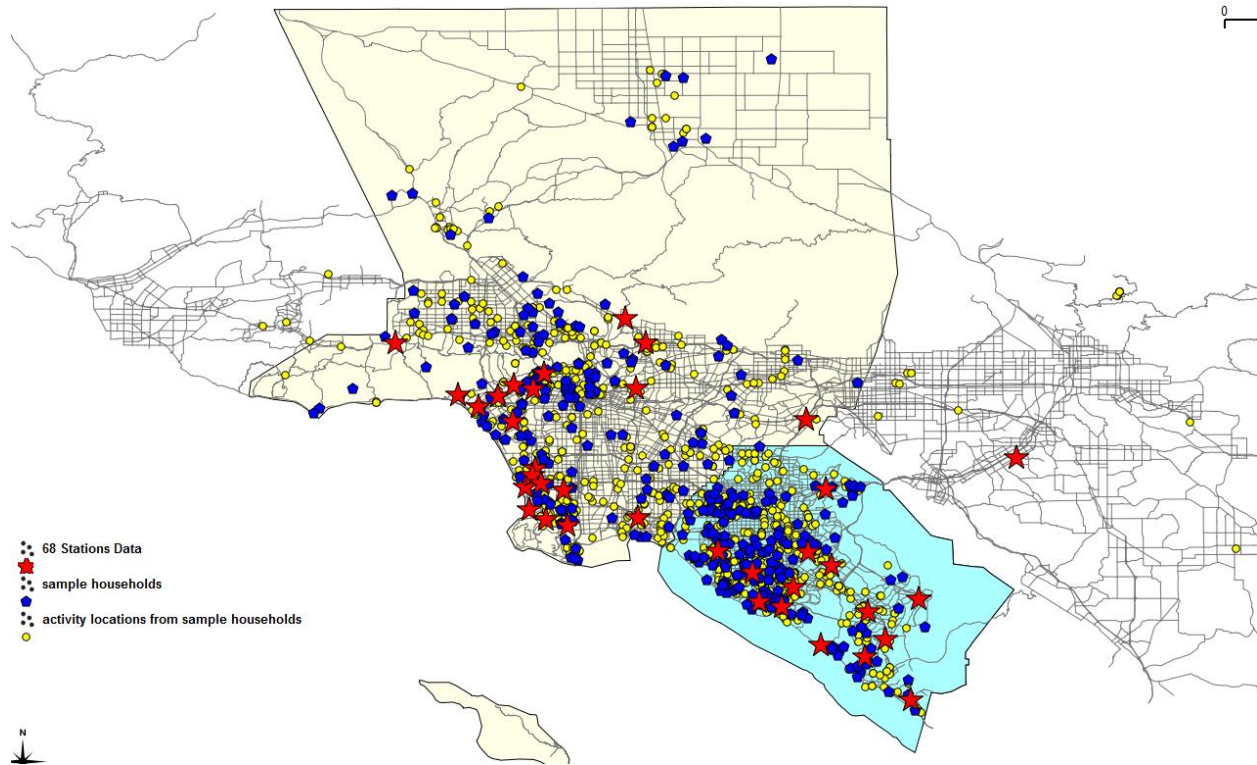 0
68 Stations Data
sample households
activity locations from sample households
N